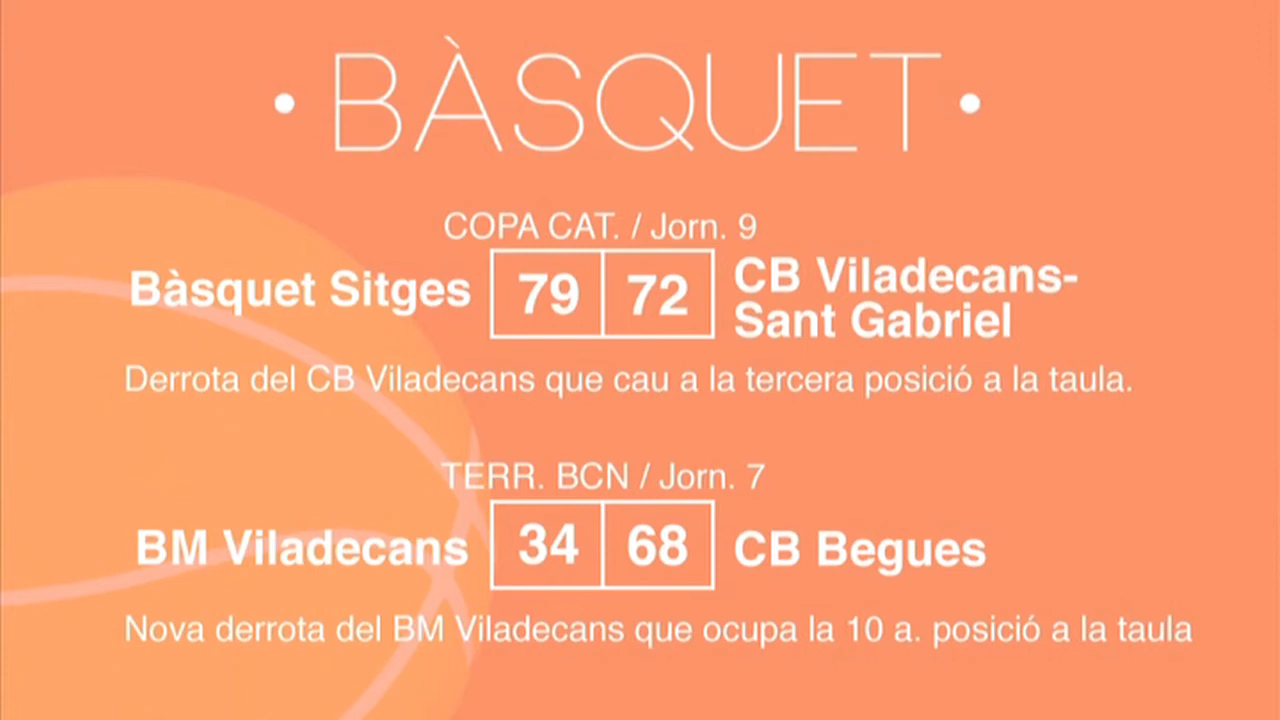 • BÀSQUET •
COPA CAT. / Jorn. 9
Bàsquet Sitges 79 72 CB Viladecans-
Sant Gabriel
Derrota del CB Viladecans que cau a la tercera posició a la taula.
TERR. BCN / Jorn. 7
BM Viladecans 34 68 CB Begues
Nova derrota del BM Viladecans que ocupa la 10 a. posició a la taula